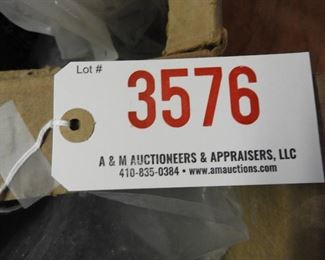 Lot #
3576
A & M AUCTIONEERS & APPRAISERS, LLC
410-835-0384 • www.amauctions.com